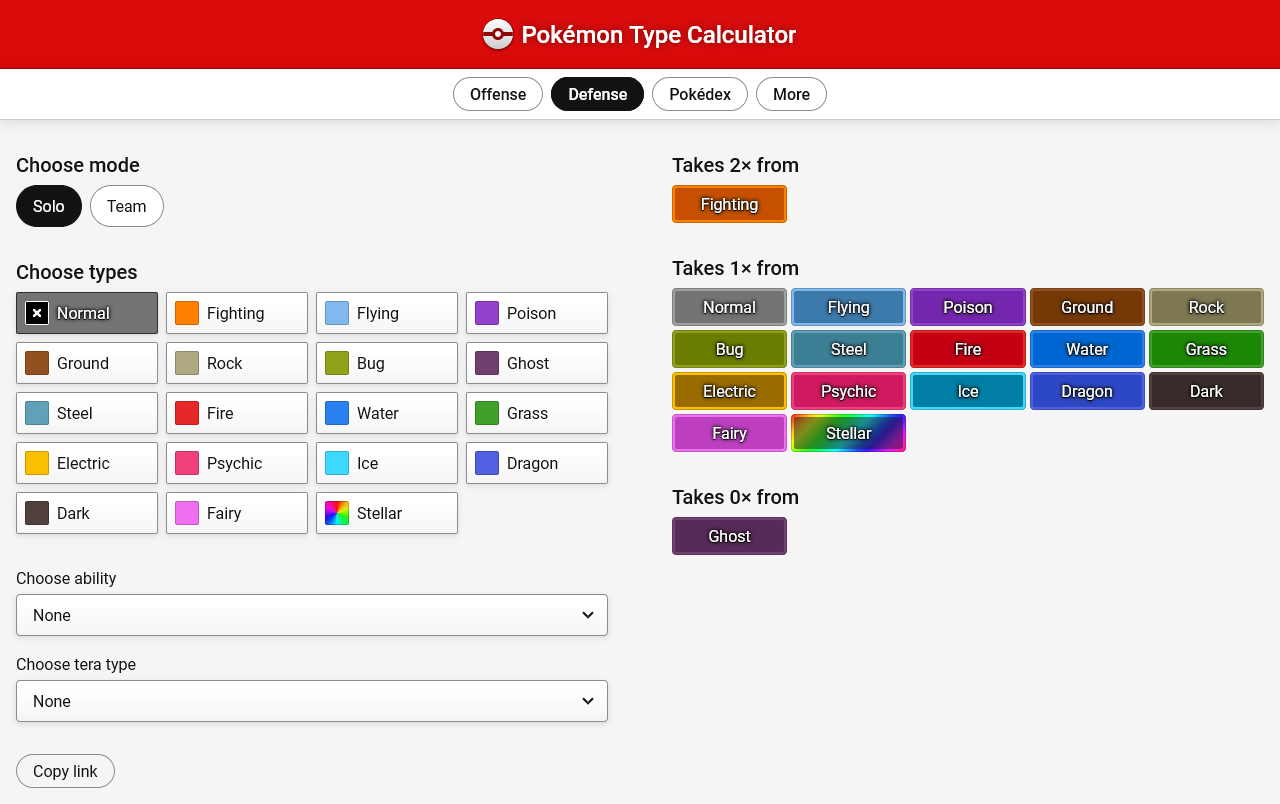 Pokémon Type Calculator
Offense Defense Pokédex More
Choose mode
Solo Team
Choose types
Normal Fighting Flying Poison
Ground Rock Bug Ghost
Steel Fire Water Grass
Electric Psychic Ice Dragon
Dark Fairy Stellar
Choose ability
None
Choose tera type
None
Copy link
Takes 2× from
Fighting
Takes 1× from
Normal Flying Poison Ground Rock
Bug Steel Fire Water Grass
Electric Psychic Ice Dragon Dark
Fairy Stellar
Takes 0× from
Ghost